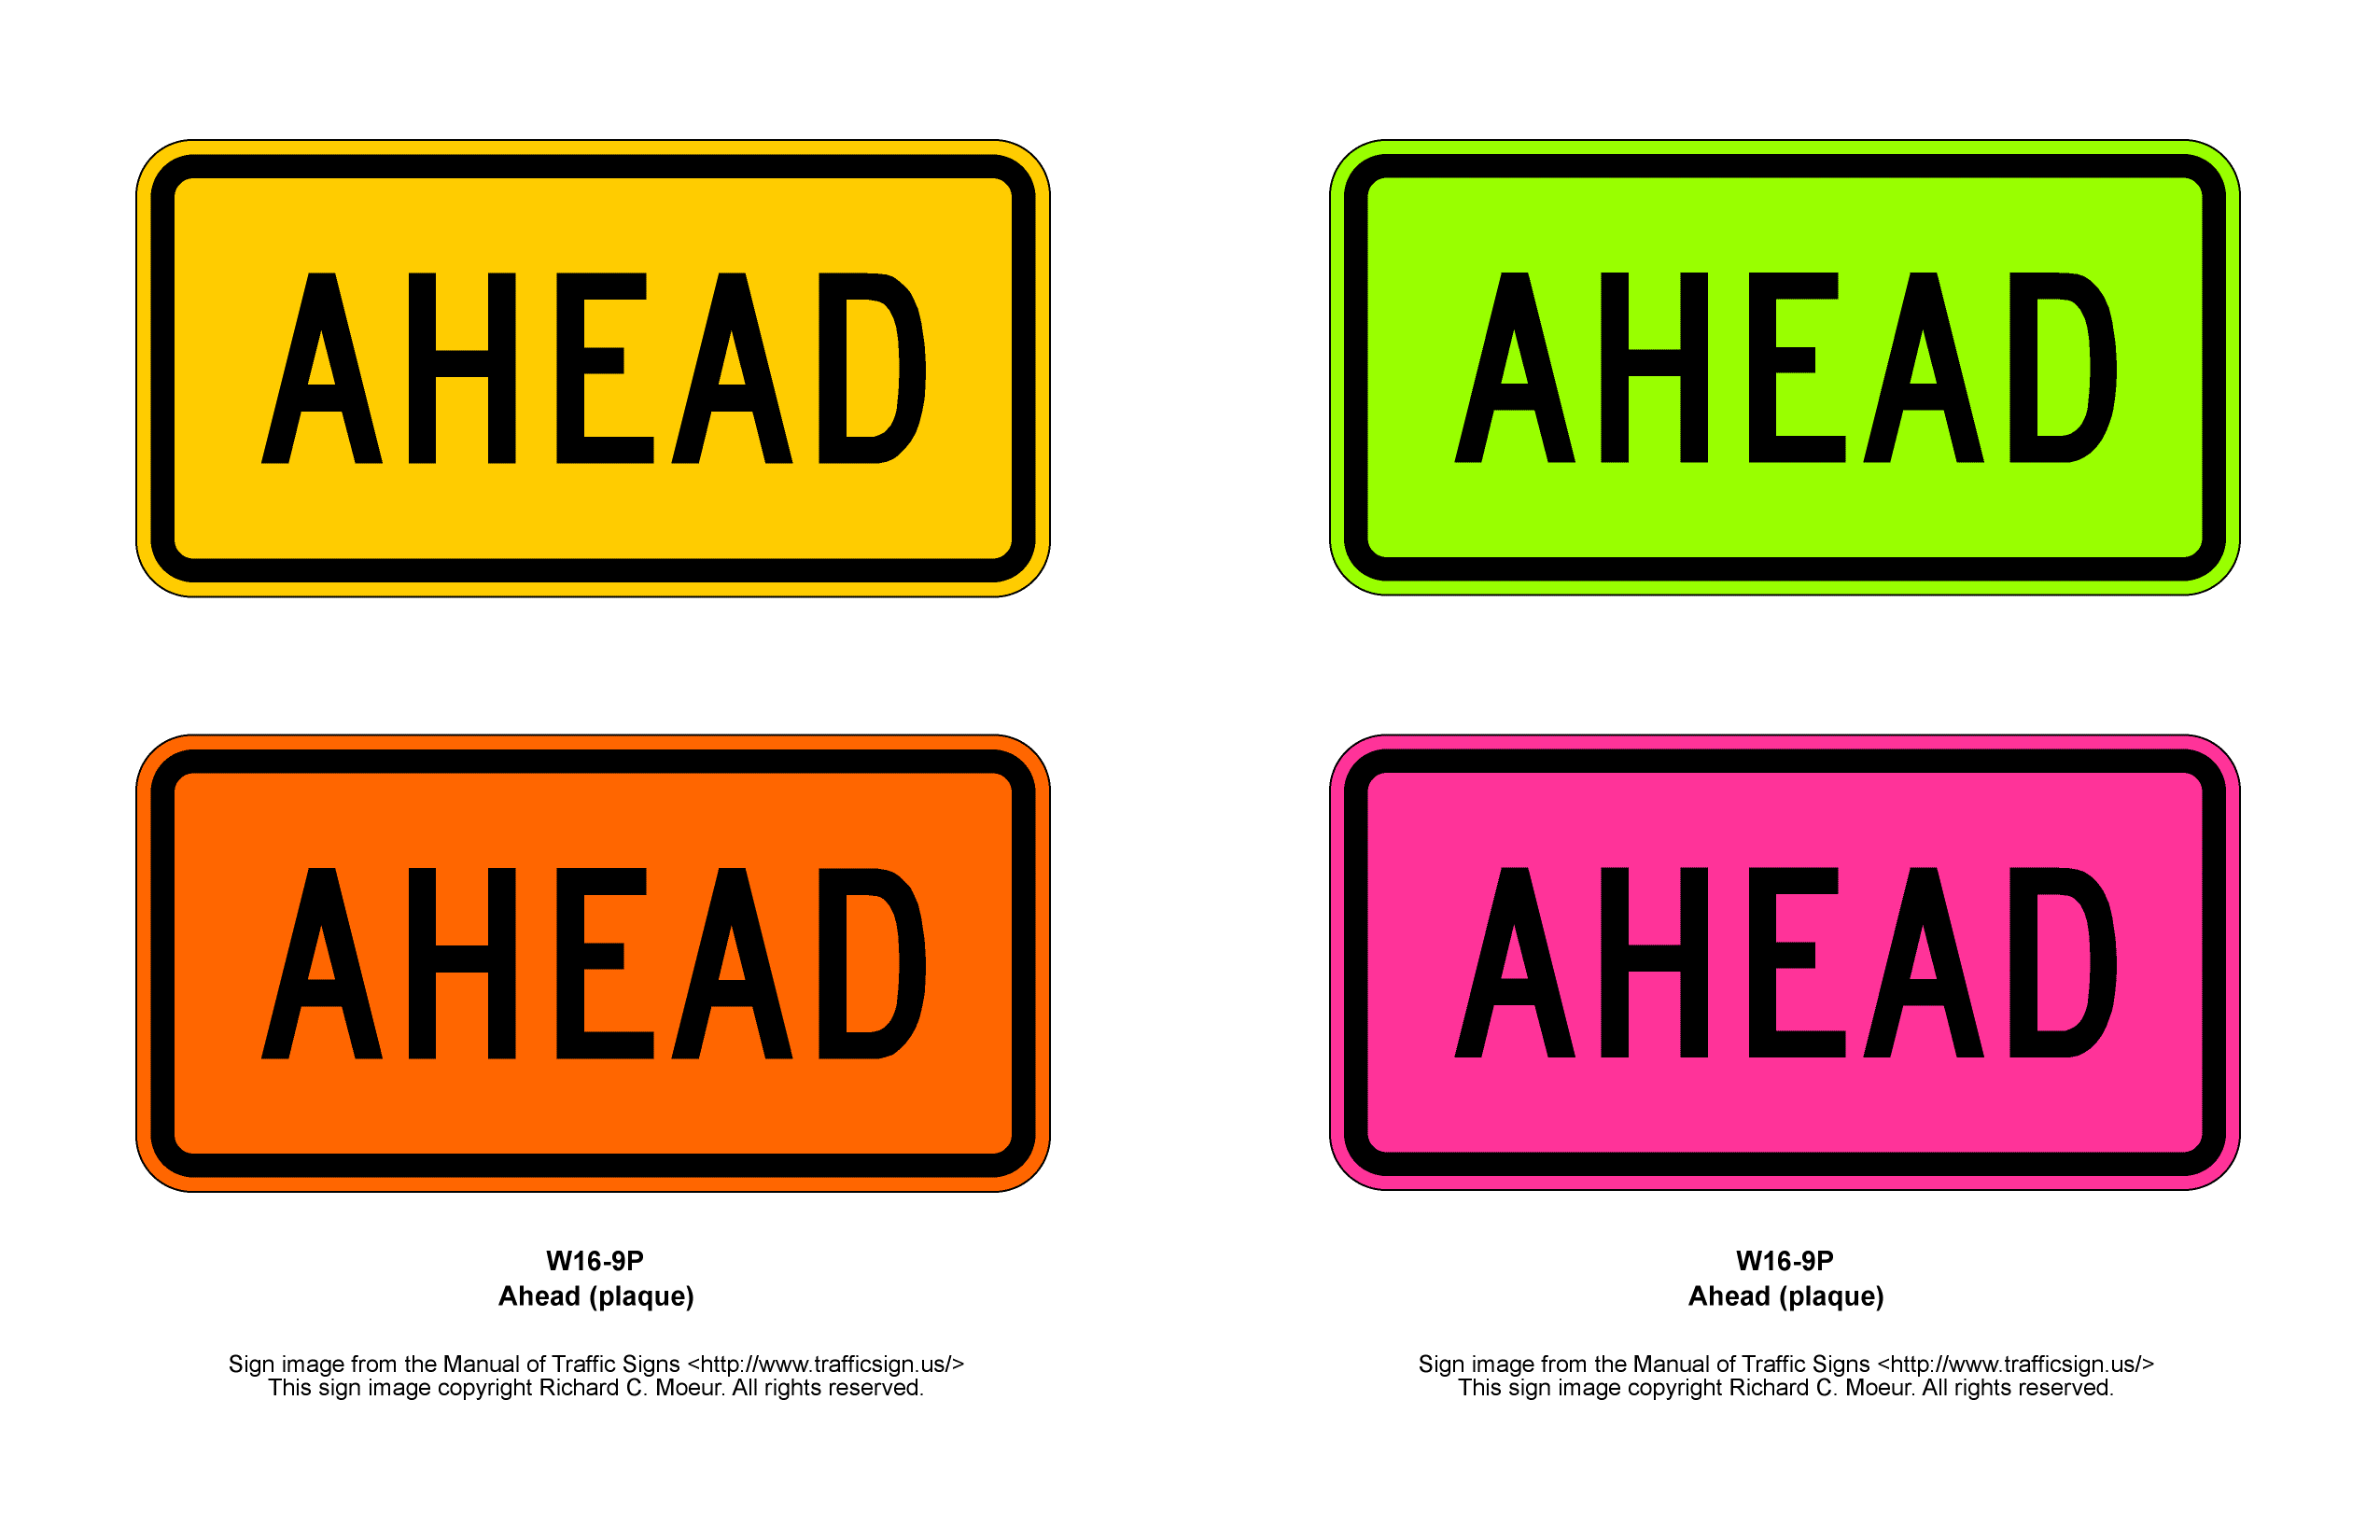 AHEAD
AHEAD
AHEAD
AHEAD
W16-9P
Ahead (plaque)
Sign image from the Manual of Traffic Signs <http://www.trafficsign.us/>
This sign image copyright Richard C. Moeur. All rights reserved.
W16-9P
Ahead (plaque)
Sign image from the Manual of Traffic Signs <http://www.trafficsign.us/>
This sign image copyright Richard C. Moeur. All rights reserved.